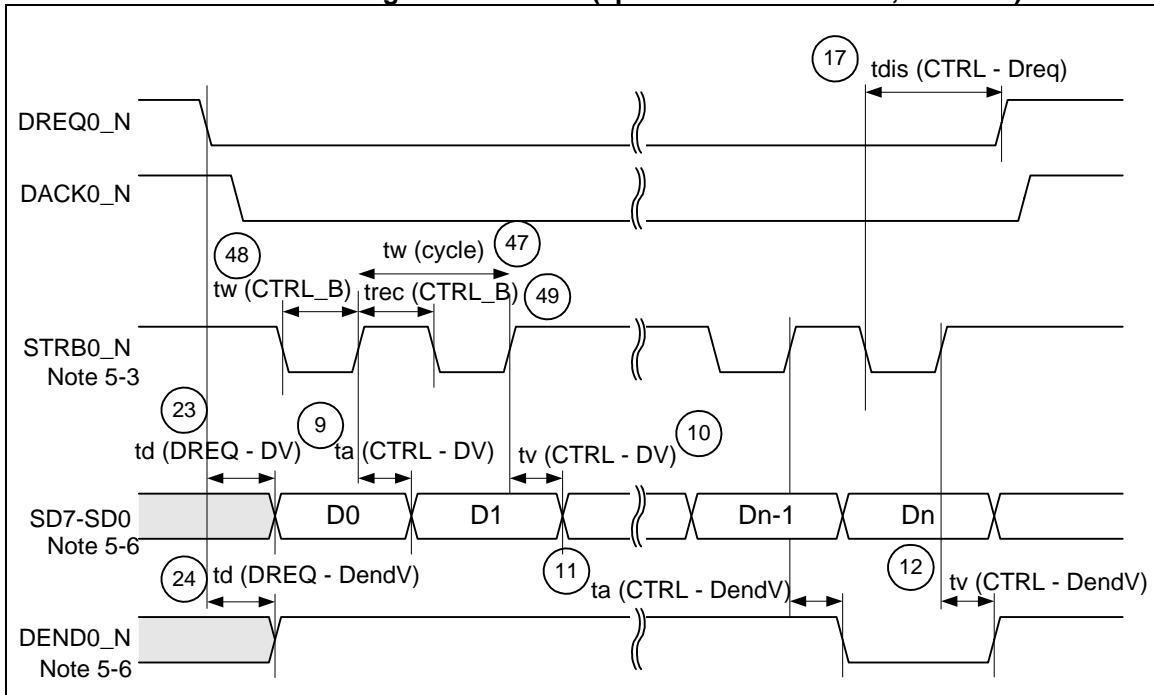 17 tdis (CTRL - Dreq)
DREQ0_N
DACK0_N
48
tw (cycle) 47
tw (CTRL_B) trec (CTRL_B) 49
STRB0_N
Note 5-3
23
9
10
td (DREQ - DV) ta (CTRL - DV) tv (CTRL - DV)
SD7-SD0 D0 D1 Dn-1 Dn
Note 5-6
24 td (DREQ - DendV) 11 ta (CTRL - DendV) 12 tv (CTRL - DendV)
DEND0_N
Note 5-6